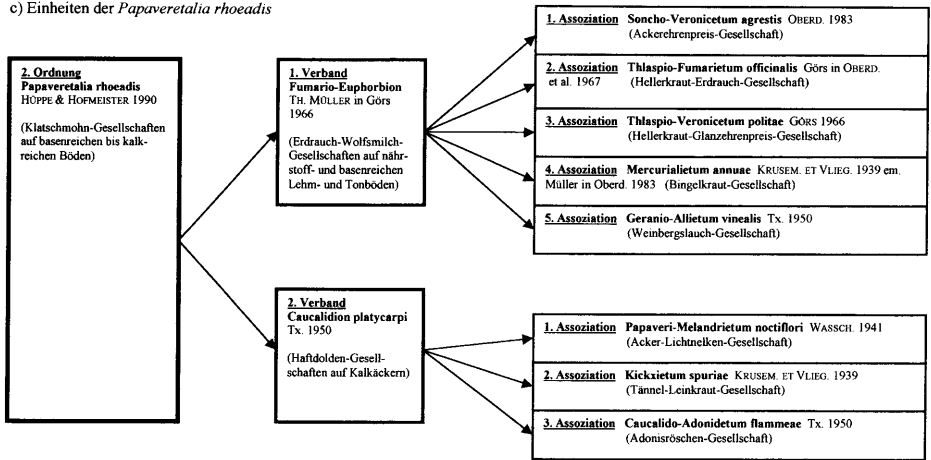 c) Einheiten der Papaveretalia rhoeadis
2. Ordnung
Papaveretalia rhoeadis
HÜPPE & HOFMEISTER 1990
(Klatschmohn-Gesellschaften
auf basenreichen bis kalk-
reichen Böden)
1. Verband
Fumario-Euphorbion
TH. MÜLLER in Görs
1966
(Erdrauch-Wolfsmilch-
Gesellschaften auf nähr-
stoff- und basenreichen
Lehm- und Tonböden)
2. Verband
Caucalidion platycarpi
Tx. 1950
(Haftdolden-Gesell-
schaften auf Kalkäckern)
1. Assoziation Soncho-Veronicetum agrestis OBERD. 1983
(Ackerehrenpreis-Gesellschaft)
2. Assoziation Thlaspio-Fumarietum officinalis Görs in OBERD.
et al. 1967 (Hellerkraut-Erdrauch-Gesellschaft)
3. Assoziation Thlaspio-Veronicetum politae GÖRS 1966
(Hellerkraut-Glanzehrenpreis-Gesellschaft)
4. Assoziation Mercurialietum annuae KRUSEM. ET VLIEG. 1939 em.
Müller in Oberd. 1983 (Bingelkraut-Gesellschaft)
5. Assoziation Geranio-Allietum vinealis Tx. 1950
(Weinbergslauch-Gesellschaft)
1. Assoziation Papaveri-Melandrietum noctiflori WASSCH. 1941
(Acker-Lichtnelken-Gesellschaft)
2. Assoziation Kickxietum spuriae KRUSEM. ET VLIEG. 1939
(Tännel-Leinkraut-Gesellschaft)
3. Assoziation Caucalido-Adonidetum flammeae Tx. 1950
(Adonisröschen-Gesellschaft)